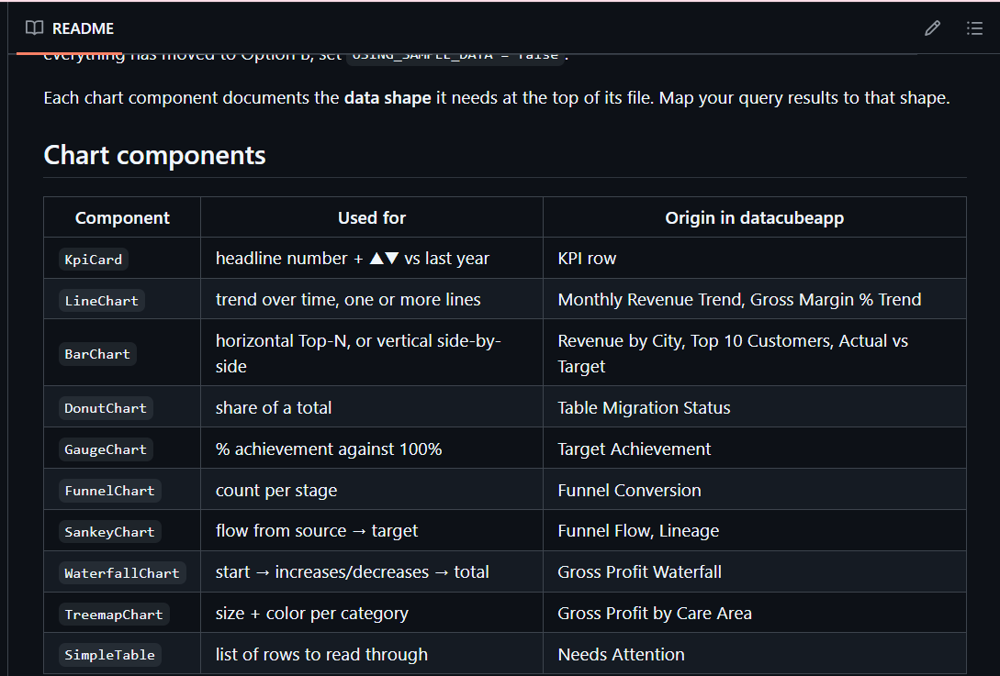 README
everything has moved to Option B, set USING_SAMPLE_DATA = false.
Each chart component documents the data shape it needs at the top of its file. Map your query results to that shape.
Chart components
Component Used for Origin in datacubeapp
KpiCard headline number + ▲▼ vs last year KPI row
LineChart trend over time, one or more lines Monthly Revenue Trend, Gross Margin % Trend
BarChart horizontal Top-N, or vertical side-by-
side Revenue by City, Top 10 Customers, Actual vs
Target
DonutChart share of a total Table Migration Status
GaugeChart % achievement against 100% Target Achievement
FunnelChart count per stage Funnel Conversion
SankeyChart flow from source → target Funnel Flow, Lineage
WaterfallChart start → increases/decreases → total Gross Profit Waterfall
TreemapChart size + color per category Gross Profit by Care Area
SimpleTable list of rows to read through Needs Attention